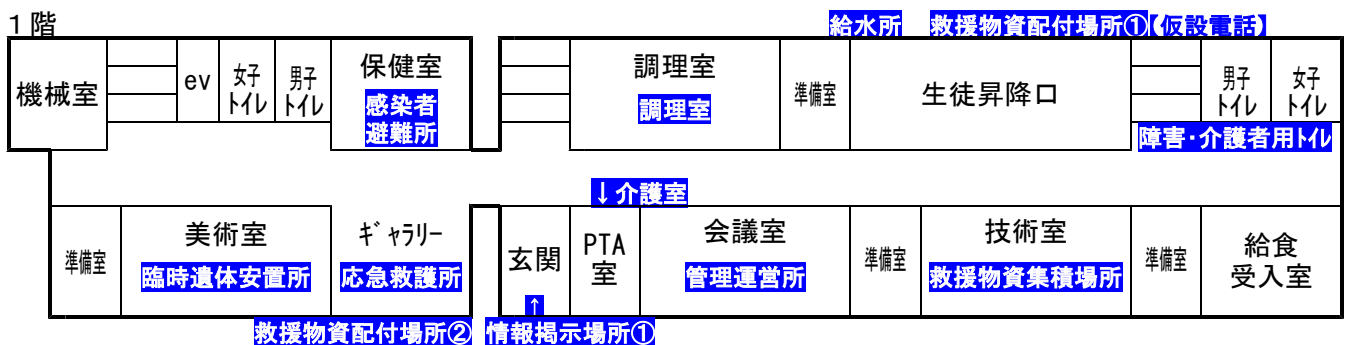 1階
給水所 救援物資配付場所①【仮設電話】
機械室
ev
女子
トイレ
男子
トイレ
保健室
感染者
避難所
調理室
調理室
準備室
生徒昇降口
男子
トイレ
女子
トイレ
障害・介護者用トイレ
↓介護室
準備室
美術室
臨時遺体安置所
ギャラリー
応急救護所
玄関
↑
PTA
室
会議室
管理運営所
準備室
技術室
救援物資集積場所
準備室
給食
受入室
救援物資配付場所② 情報掲示場所①